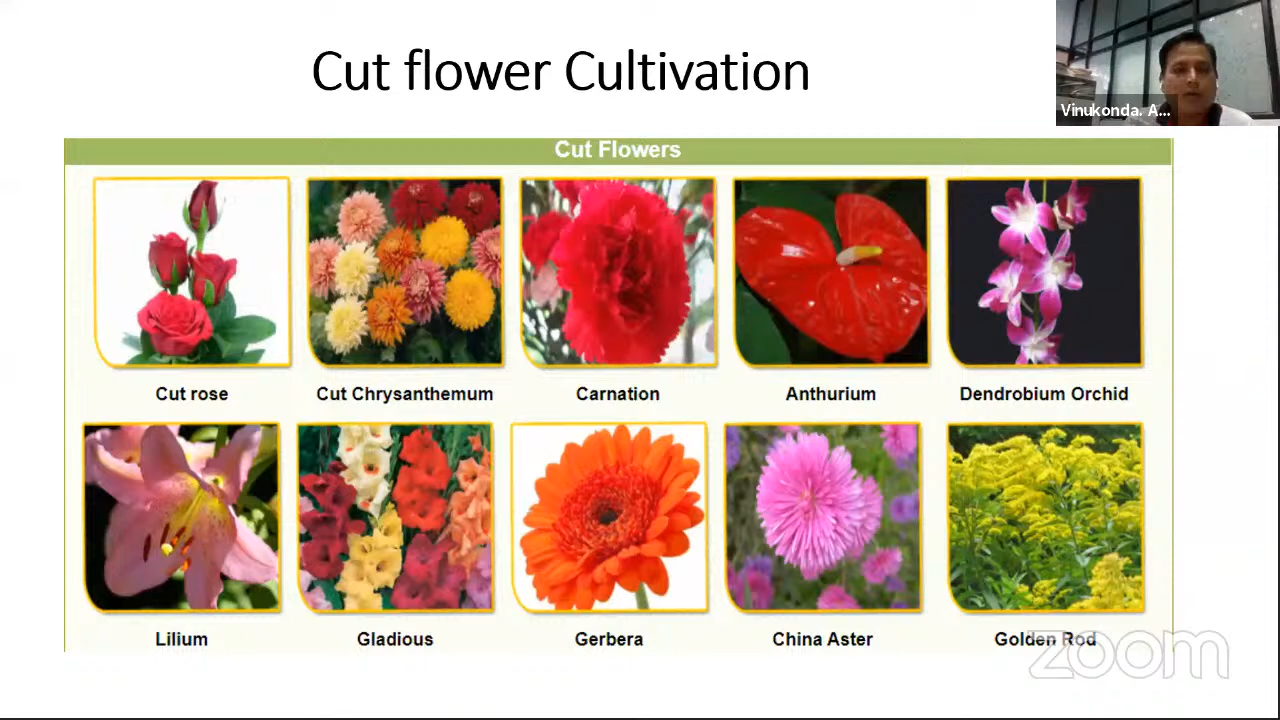 Cut flower Cultivation
Vinukonda. A...
Cut Flowers
Cut rose
Cut Chrysanthemum
Carnation
Anthurium
Dendrobium Orchid
Lilium
Gladious
Gerbera
China Aster
Golden Rod
zoom